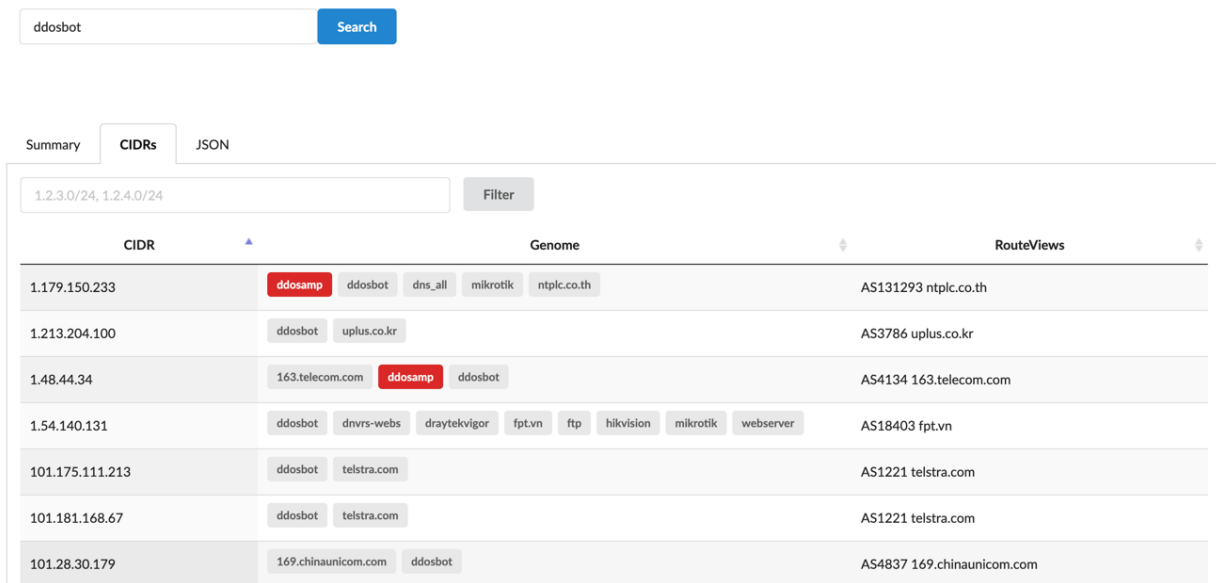 ddosbot Search
Summary CIDRs JSON
1.2.3.0/24, 1.2.4.0/24 Filter
CIDR Genome RouteViews
1.179.150.233 ddosamp ddosbot dns_all mikrotik ntplc.co.th AS131293 ntplc.co.th
1.213.204.100 ddosbot uplus.co.kr AS3786 uplus.co.kr
1.48.44.34 163.telecom.com ddosamp ddosbot AS4134 163.telecom.com
1.54.140.131 ddosbot dnvrs-webs draytekvigor fpt.vn ftp hikvision mikrotik webserver AS18403 fpt.vn
101.175.111.213 ddosbot telstra.com AS1221 telstra.com
101.181.168.67 ddosbot telstra.com AS1221 telstra.com
101.28.30.179 169.chinaunicom.com ddosbot AS4837 169.chinaunicom.com